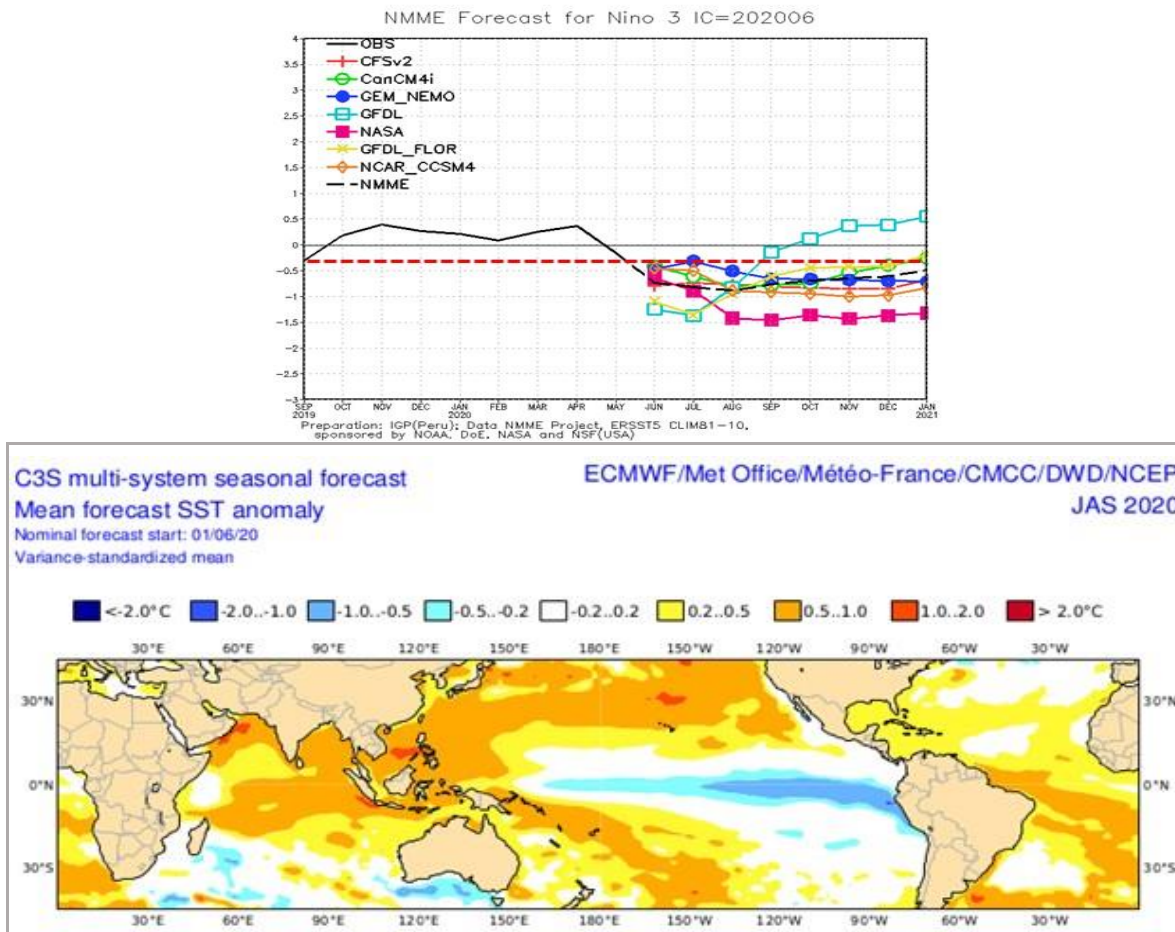 NMME Forecast for Nino 3 IC=202006
4
3.5
3
2.5
2
1.5
1
0.5
0
-0.5
-1
-1.5
-2
-2.5
-3
OBS
CFSv2
CanCM4i
GEM_NEMO
GFDL
NASA
GFDL_FLOR
NCAR_CCSM4
NMME
SEP OCT NOV DEC JAN FEB MAR APR MAY JUN JUL AUG SEP OCT NOV DEC JAN
2019 2020 2021
Preparation: IGP(Peru); Data NMME Project, ERSST5 CLIM81-10,
sponsored by NOAA, DoE, NASA and NSF(USA)
C3S multi-system seasonal forecast ECMWF/Met Office/Météo-France/CMCC/DWD/NCEP
Mean forecast SST anomaly JAS 2020
Nominal forecast start: 01/06/20
Variance-standardized mean
<-2.0°C -2.0..-1.0 -1.0..-0.5 -0.5..-0.2 -0.2..0.2 0.2..0.5 0.5..1.0 1.0..2.0 > 2.0°C
30°E 60°E 90°E 120°E 150°E 180°W 150°W 120°W 90°W 60°W 30°W
30°N 30°N
0°N 0°N
30°S 30°S
30°E 60°E 90°E 120°E 150°E 180°W 150°W 120°W 90°W 60°W 30°W